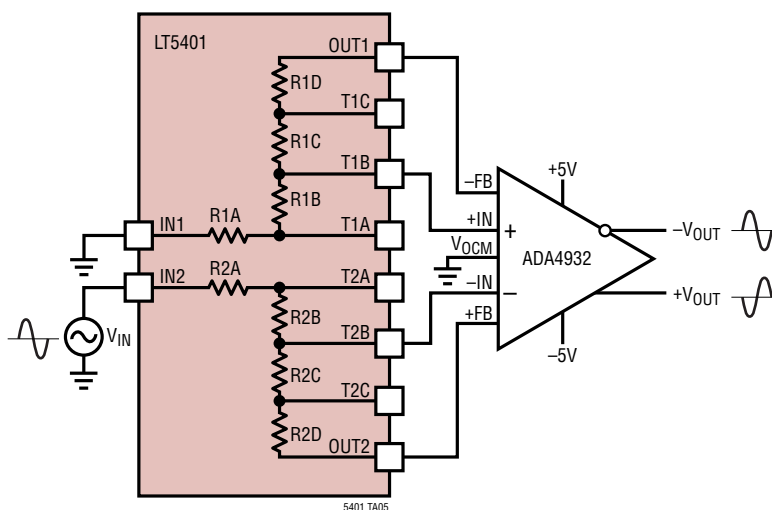 LT5401
OUT1
R1D
T1C
R1C
T1B
R1B
IN1
R1A
T1A
IN2
R2A
T2A
R2B
T2B
R2C
T2C
R2D
OUT2
VIN
–FB
+IN
+
VOCM
–IN
–
+FB
+5V
ADA4932
–5V
–VOUT
+VOUT
5401 TA05